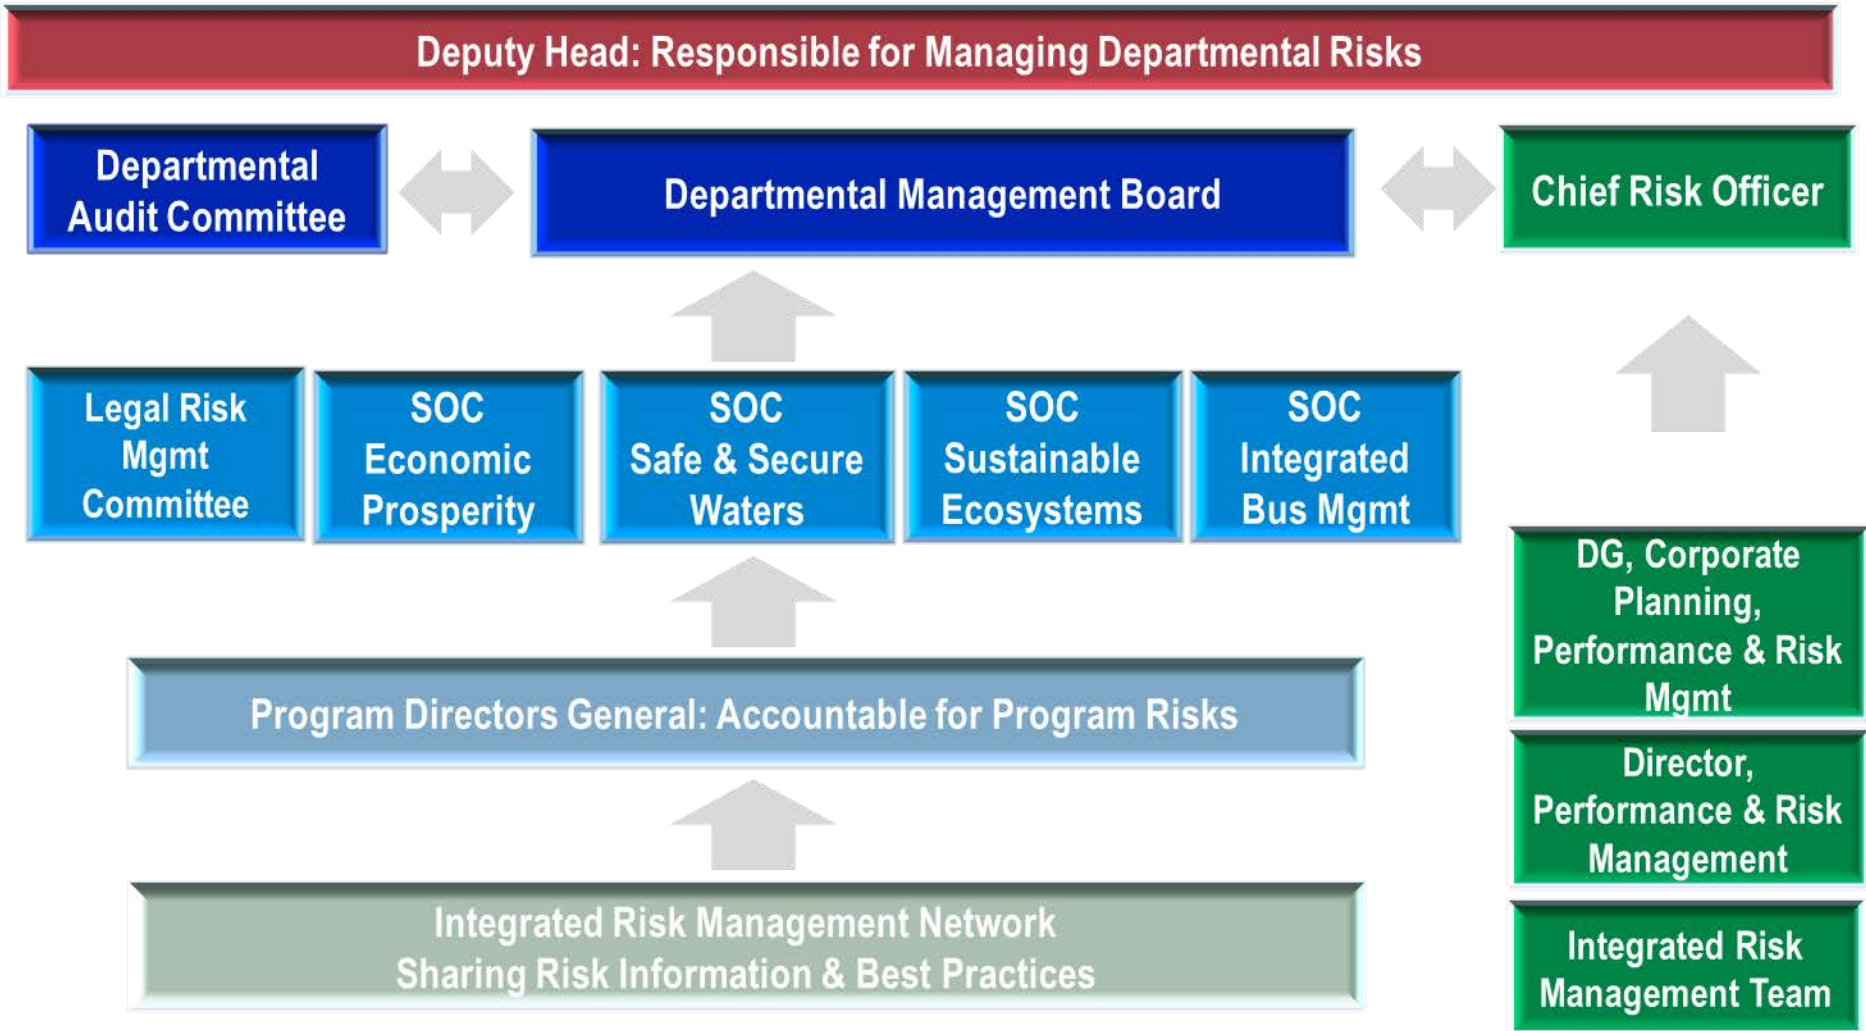 Deputy Head: Responsible for Managing Departmental Risks
Departmental
Audit Committee
Departmental Management Board
Chief Risk Officer
Legal Risk
Mgmt
Committee
SOC
Economic
Prosperity
SOC
Safe & Secure
Waters
SOC
Sustainable
Ecosystems
SOC
Integrated
Bus Mgmt
DG, Corporate
Planning,
Performance & Risk
Mgmt
Program Directors General: Accountable for Program Risks
Director,
Performance & Risk
Management
Integrated Risk Management Network
Sharing Risk Information & Best Practices
Integrated Risk
Management Team